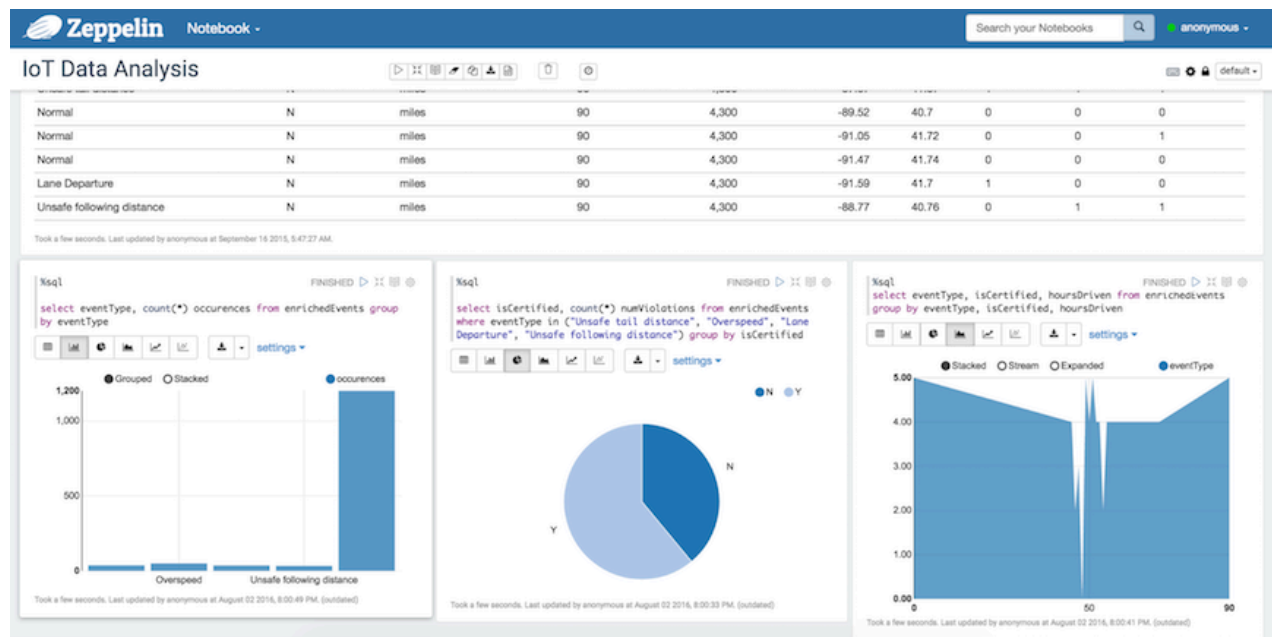 Zeppelin Notebook Search your Notebooks anonymous
IoT Data Analysis default
Normal N miles 90 4,300 -89.52 40.7 0 0 0
Normal N miles 90 4,300 -91.05 41.72 0 0 1
Normal N miles 90 4,300 -91.47 41.74 0 0 0
Lane Departure N miles 90 4,300 -91.59 41.7 1 0 0
Unsafe following distance N miles 90 4,300 -88.77 40.76 0 1 1
Took a few seconds. Last updated by anonymous at September 16 2015, 5:47:27 AM.
%sql FINISHED
select eventType, count(*) occurences from enrichedEvents group
by eventType
settings
Grouped Stacked occurences
1,200
1,000
500
0
Overspeed Unsafe following distance
Took a few seconds. Last updated by anonymous at August 02 2016, 8:00:49 PM. (outdated)
%sql FINISHED
select isCertified, count(*) numViolations from enrichedEvents
where eventType in ("Unsafe tail distance", "Overspeed", "Lane
Departure", "Unsafe following distance") group by isCertified
settings
N Y
N
Y
Took a few seconds. Last updated by anonymous at August 02 2016, 8:00:33 PM. (outdated)
%sql FINISHED
select eventType, isCertified, hoursDriven from enrichedEvents
group by eventType, isCertified, hoursDriven
settings
Stacked Stream Expanded eventType
5.00
4.00
3.00
2.00
1.00
0.00
0 50 90
Took a few seconds. Last updated by anonymous at August 02 2016, 8:00:41 PM. (outdated)